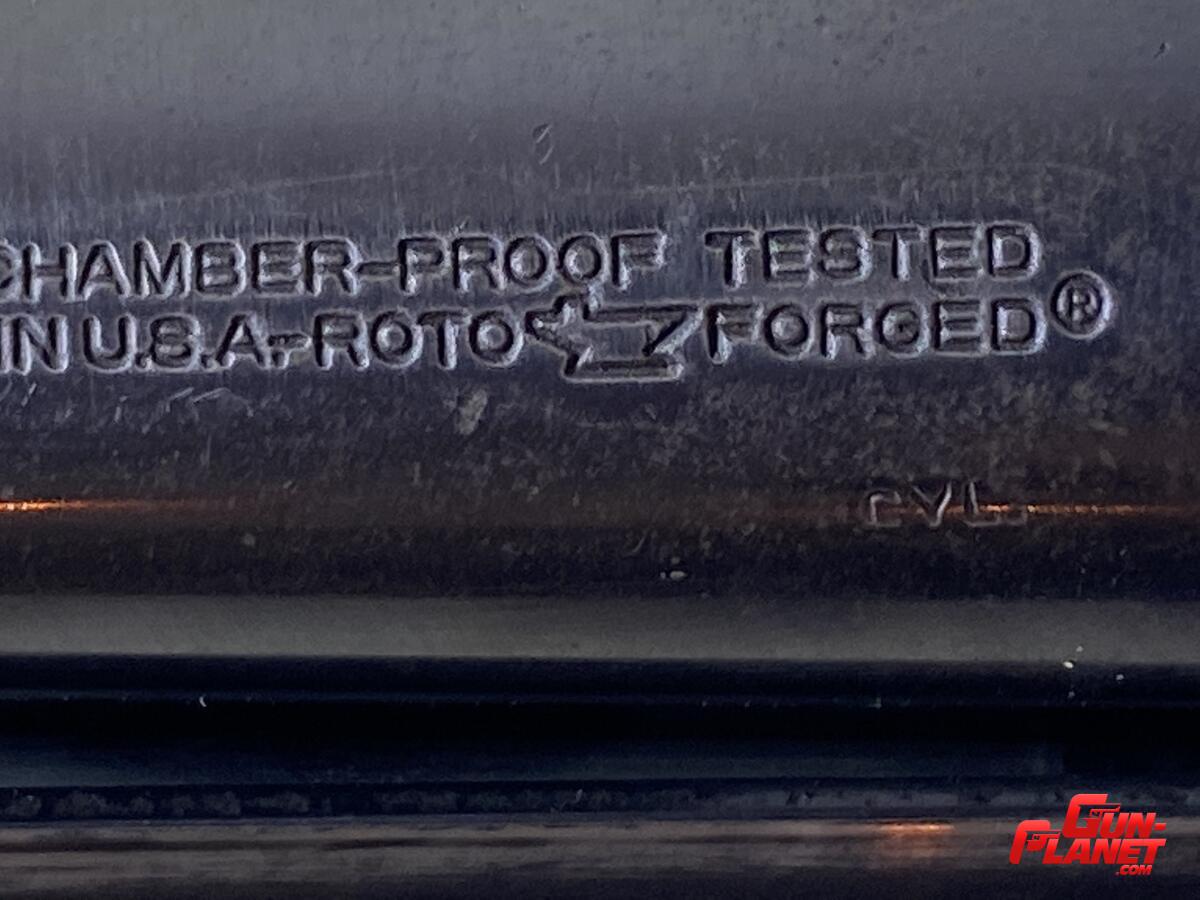 CHAMBER-PROOF TESTED
IN U.S.A.-ROTO FORGED®
CYL.
GUN-
PLANET
.COM